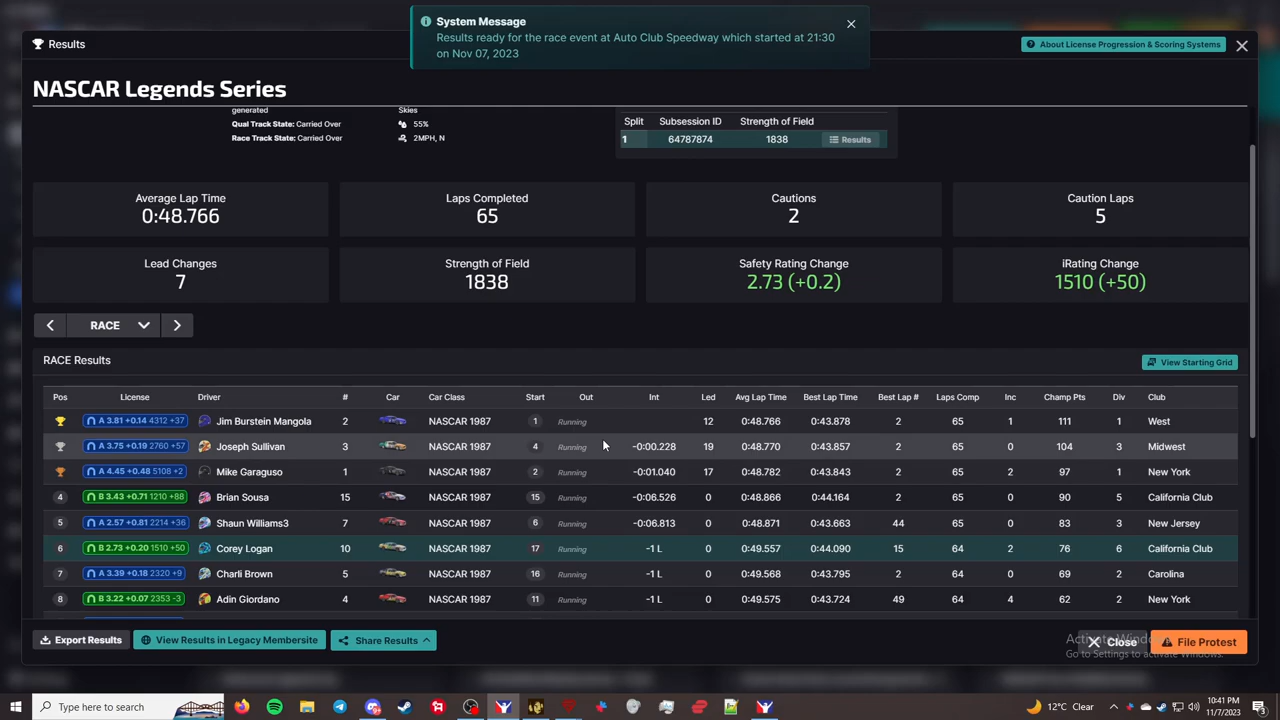 System Message
Results ready for the race event at Auto Club Speedway which started at 21:30
on Nov 07, 2023
Results
About License Progression & Scoring Systems
NASCAR Legends Series
generated
Skies
Qual Track State: Carried Over
55%
Race Track State: Carried Over
2MPH, N
Split Subsession ID Strength of Field
1 64787874 1838 Results
Average Lap Time
0:48.766
Laps Completed
65
Cautions
2
Caution Laps
5
Lead Changes
7
Strength of Field
1838
Safety Rating Change
2.73 (+0.2)
iRating Change
1510 (+50)
RACE
RACE Results
View Starting Grid
Pos License Driver # Car Car Class Start Out Int Led Avg Lap Time Best Lap Time Best Lap # Laps Comp Inc Champ Pts Div Club
A 3.81 +0.14 4312 +37 Jim Burstein Mangola 2 NASCAR 1987 1 Running 12 0:48.766 0:43.878 2 65 1 111 1 West
A 3.75 +0.19 2760 +57 Joseph Sullivan 3 NASCAR 1987 4 Running -0:00.228 19 0:48.770 0:43.857 2 65 1 104 3 Midwest
A 4.45 +0.48 5108 +2 Mike Garaguso 1 NASCAR 1987 2 Running -0:01.040 17 0:48.782 0:43.843 2 65 2 97 1 New York
4 B 3.43 +0.71 1210 +88 Brian Sousa 15 NASCAR 1987 15 Running -0:06.526 0 0:48.866 0:44.164 2 65 0 90 5 California Club
5 A 2.57 +0.81 2214 +36 Shaun Williams3 7 NASCAR 1987 6 Running -0:06.813 0 0:48.871 0:43.663 44 65 0 83 3 New Jersey
6 B 2.73 +0.20 1510 +50 Corey Logan 10 NASCAR 1987 17 Running -1 L 0 0:49.557 0:44.090 15 64 2 76 6 California Club
7 A 3.39 +0.18 2320 +9 Charli Brown 5 NASCAR 1987 16 Running -1 L 0 0:49.568 0:43.795 2 64 0 69 2 Carolina
8 B 3.22 +0.07 2353 -3 Adin Giordano 4 NASCAR 1987 11 Running -1 L 0 0:49.575 0:43.724 49 64 4 62 2 New York
Export Results
View Results in Legacy Membersite
Share Results
Close
File Protest
Go to Settings to activate Windows.
Type here to search
12°C Clear
10:41 PM
11/7/2023